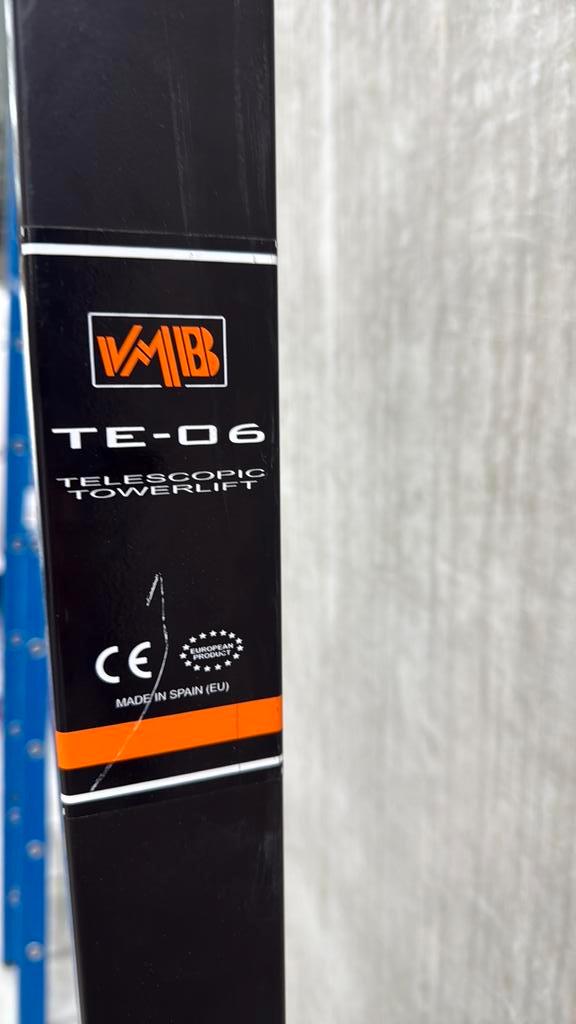 VMB
TE-06
TELESCOPIC
TOWERLIFT
CE
EUROPEAN
PRODUCT
MADE IN SPAIN (EU)